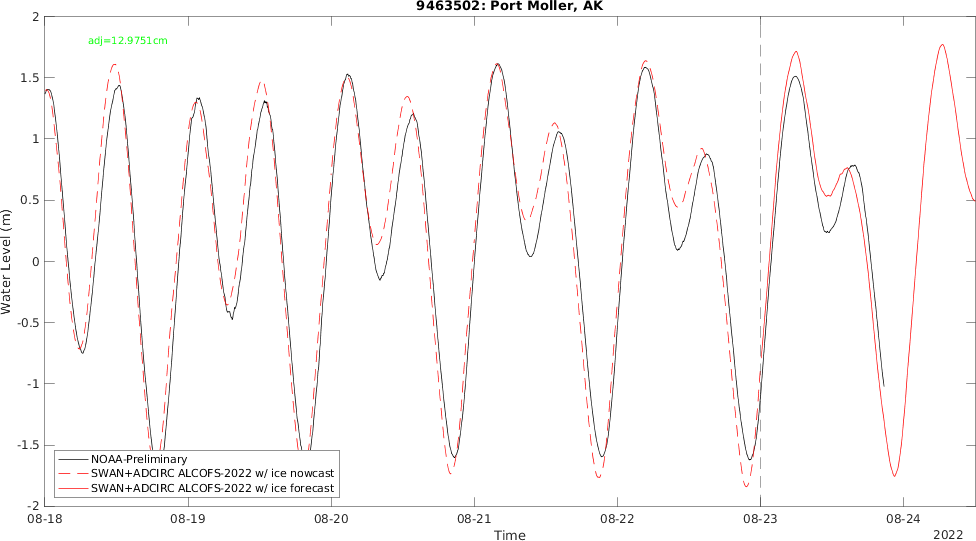 9463502: Port Moller, AK
adj=12.9751cm
2
1.5
1
0.5
0
-0.5
-1
-1.5
-2
Water Level (m)
NOAA-Preliminary
SWAN+ADCIRC ALCOFS-2022 w/ ice nowcast
SWAN+ADCIRC ALCOFS-2022 w/ ice forecast
08-18 08-19 08-20 08-21 08-22 08-23 08-24
Time
2022